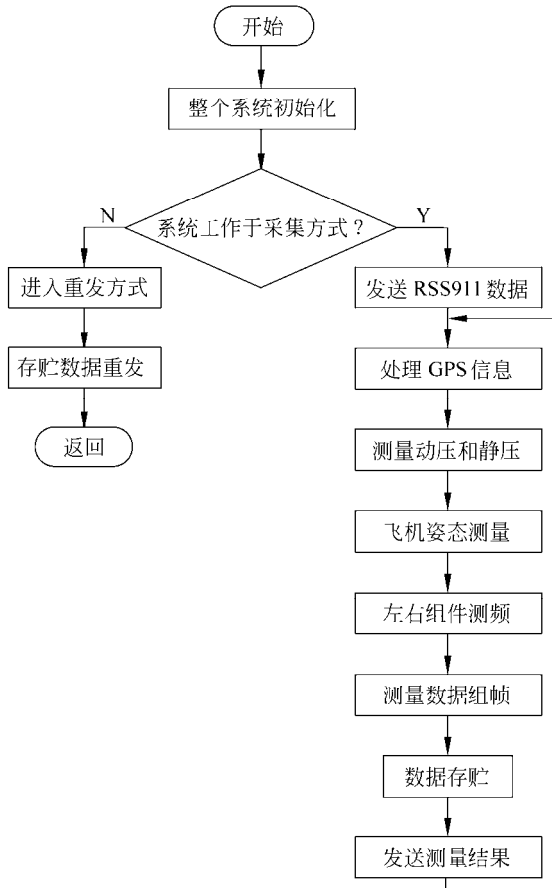 开始
整个系统初始化
系统工作于采集方式？
N
Y
进入重发方式
存贮数据重发
返回
发送 RSS911 数据
处理 GPS 信息
测量动压和静压
飞机姿态测量
左右组件测频
测量数据组帧
数据存贮
发送测量结果